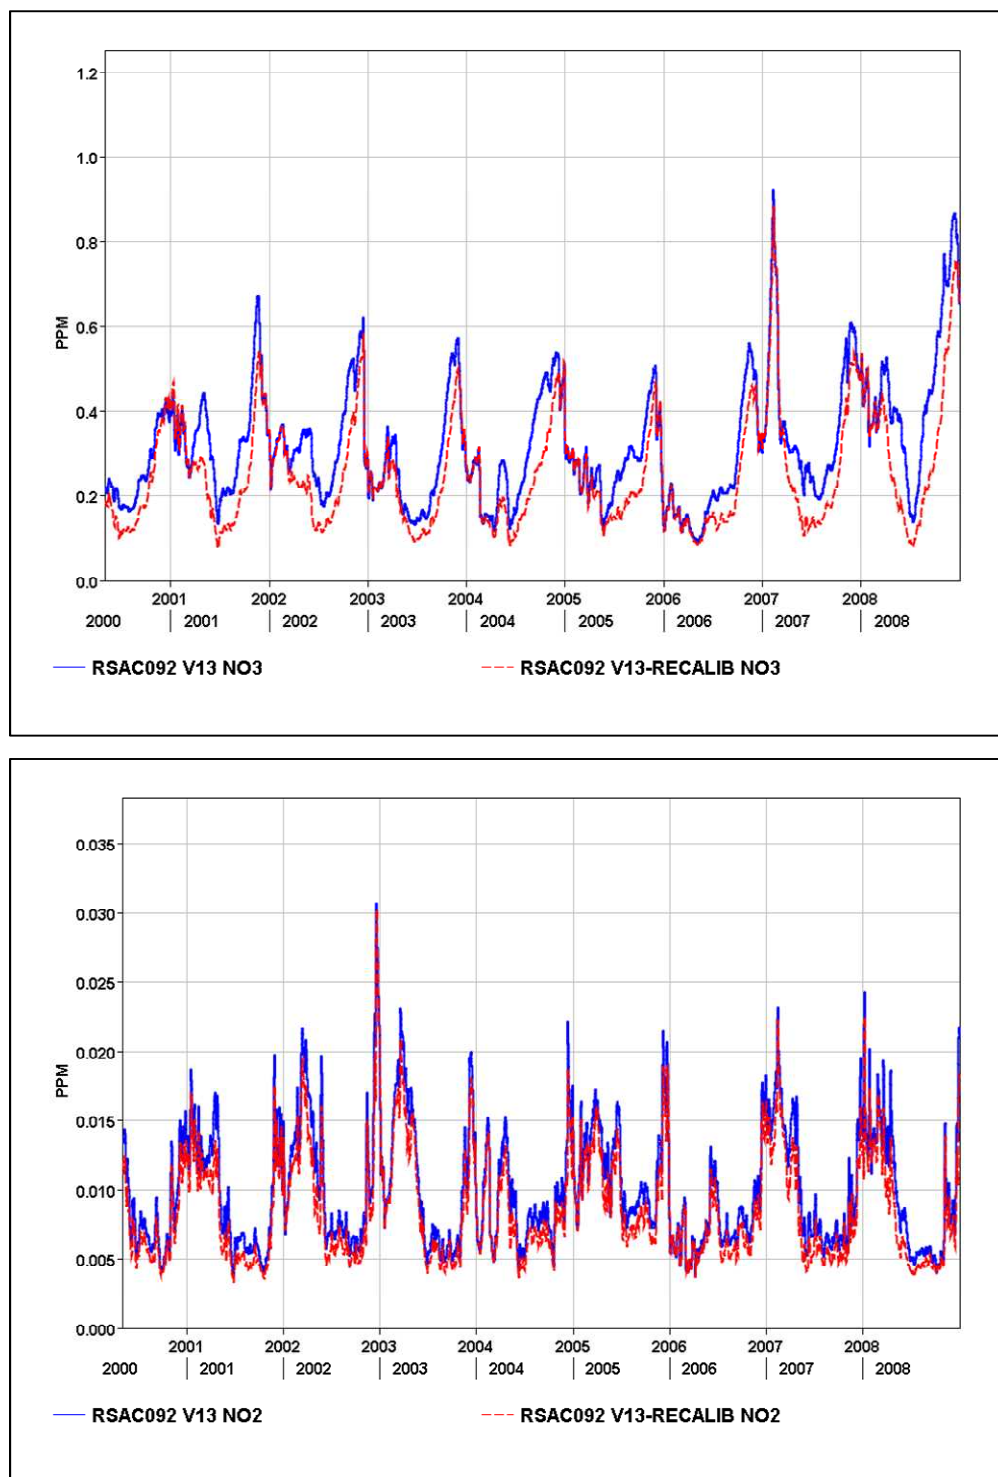 1.2
1.0
0.8
PPM
0.6
0.4
0.2
0.0
2001 2002 2003 2004 2005 2006 2007 2008
2000 2001 2002 2003 2004 2005 2006 2007 2008
RSAC092 V13 NO3 RSAC092 V13-RECALIB NO3
0.035
0.030
0.025
0.020
PPM
0.015
0.010
0.005
0.000
2001 2002 2003 2004 2005 2006 2007 2008
2000 2001 2002 2003 2004 2005 2006 2007 2008
RSAC092 V13 NO2 RSAC092 V13-RECALIB NO2